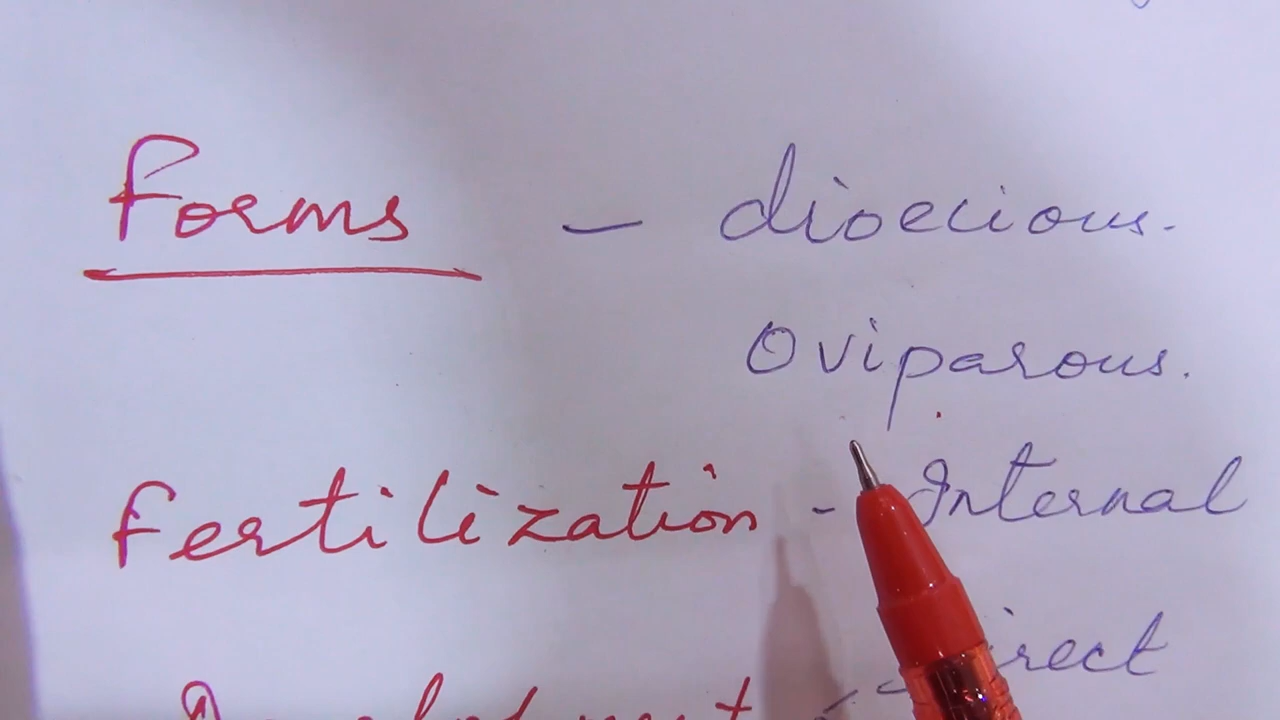 Forms - dioecious.
Oviparous.
Fertilization - Internal